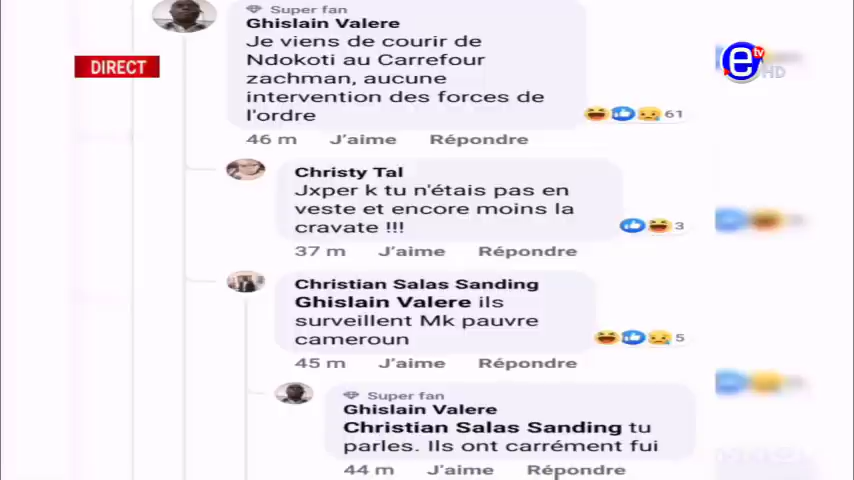 Super fan
Ghislain Valere
Je viens de courir de
Ndokoti au Carrefour
zachman, aucune
intervention des forces de
l'ordre
61
46 m J'aime Répondre
DIRECT
e tv HD
Christy Tal
Jxper k tu n'étais pas en
veste et encore moins la
cravate !!!
3
37 m J'aime Répondre
Christian Salas Sanding
Ghislain Valere ils
surveillent Mk pauvre
cameroun
5
45 m J'aime Répondre
Super fan
Ghislain Valere
Christian Salas Sanding tu
parles. Ils ont carrément fui
44 m J'aime Répondre